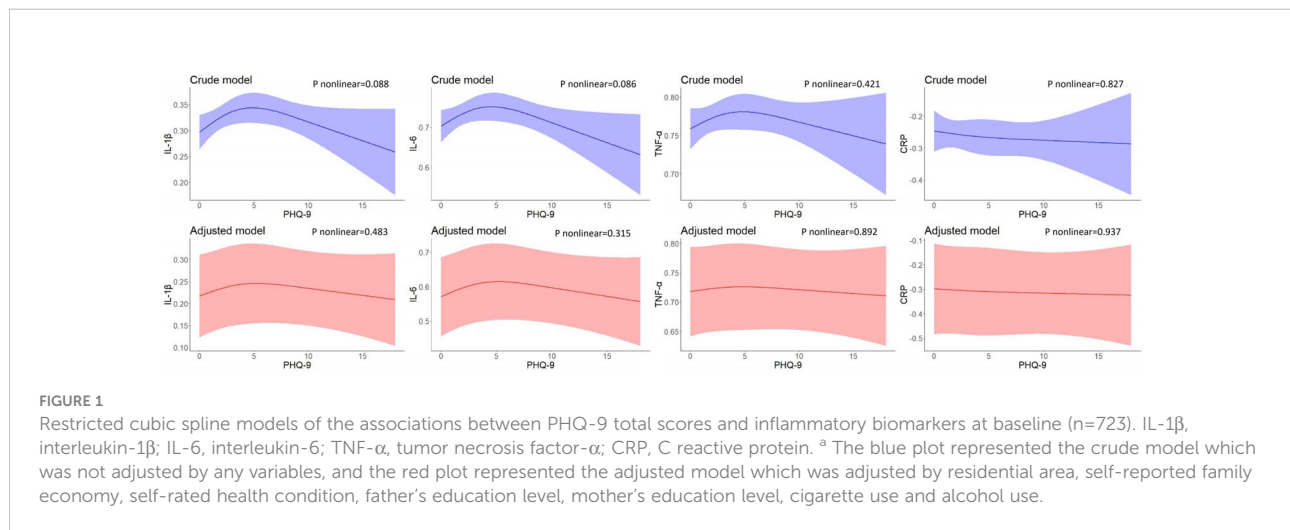 Crude model
P nonlinear=0.088
0.35
0.30
0.25
0.20
IL-1β
0
5
10
15
PHQ-9
Crude model
P nonlinear=0.086
0.7
0.6
IL-6
0
5
10
15
PHQ-9
Crude model
P nonlinear=0.421
0.80
0.75
0.70
TNF-α
0
5
10
15
PHQ-9
Crude model
P nonlinear=0.827
-0.2
-0.3
-0.4
CRP
0
5
10
15
PHQ-9
Adjusted model
P nonlinear=0.483
0.30
0.25
0.20
0.15
0.10
IL-1β
0
5
10
15
PHQ-9
Adjusted model
P nonlinear=0.315
0.7
0.6
0.5
IL-6
0
5
10
15
PHQ-9
Adjusted model
P nonlinear=0.892
0.80
0.75
0.70
0.65
TNF-α
0
5
10
15
PHQ-9
Adjusted model
P nonlinear=0.937
-0.1
-0.2
-0.3
-0.4
-0.5
CRP
0
5
10
15
PHQ-9
FIGURE 1
Restricted cubic spline models of the associations between PHQ-9 total scores and inflammatory biomarkers at baseline (n=723). IL-1β,
interleukin-1β; IL-6, interleukin-6; TNF-α, tumor necrosis factor-α; CRP, C reactive protein. ᵃ The blue plot represented the crude model which
was not adjusted by any variables, and the red plot represented the adjusted model which was adjusted by residential area, self-reported family
economy, self-rated health condition, father’s education level, mother’s education level, cigarette use and alcohol use.